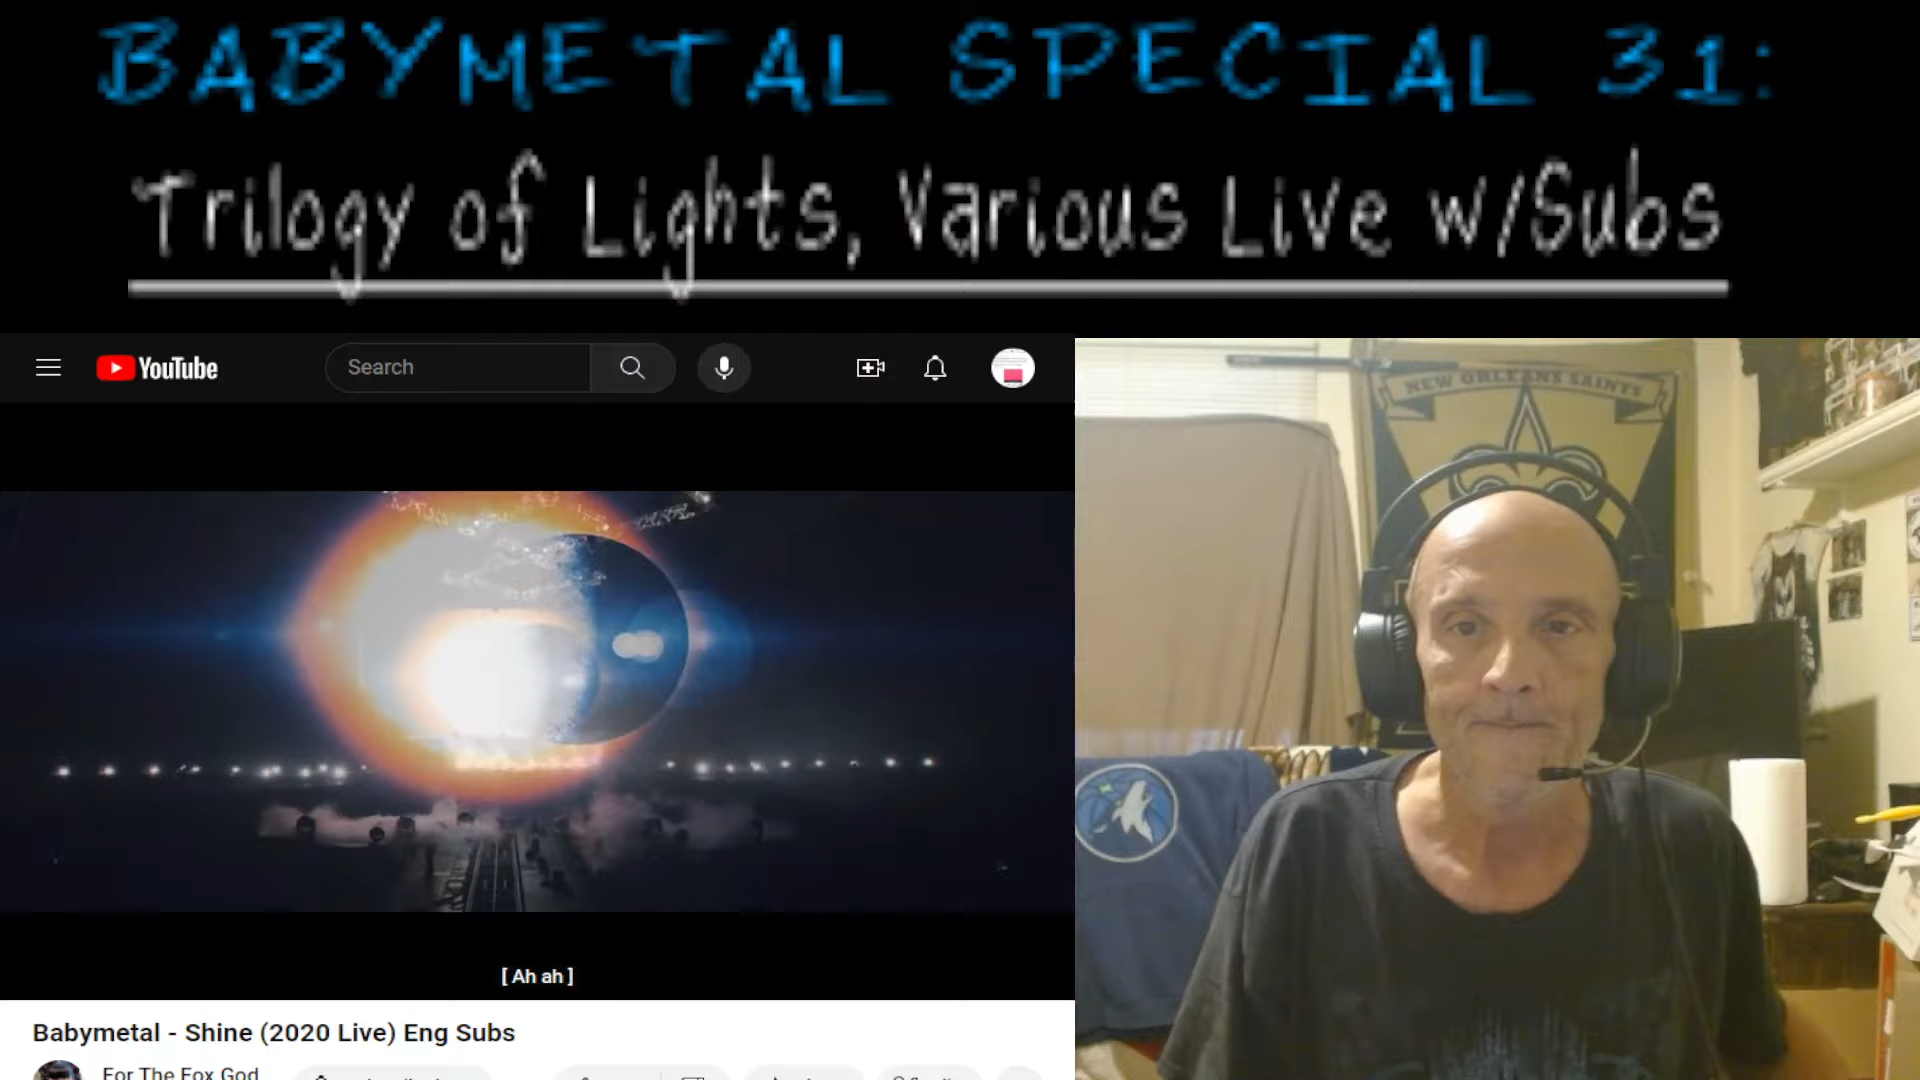 BABYMETAL SPECIAL 31:
Trilogy of Lights, Various Live w/Subs
YouTube
Search
NEW ORLEANS SAINTS
[ Ah ah ]
Babymetal - Shine (2020 Live) Eng Subs
For The Fox God